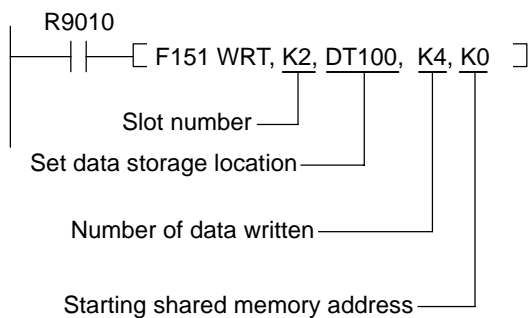 R9010
F151 WRT, K2, DT100, K4, K0
Slot number
Set data storage location
Number of data written
Starting shared memory address